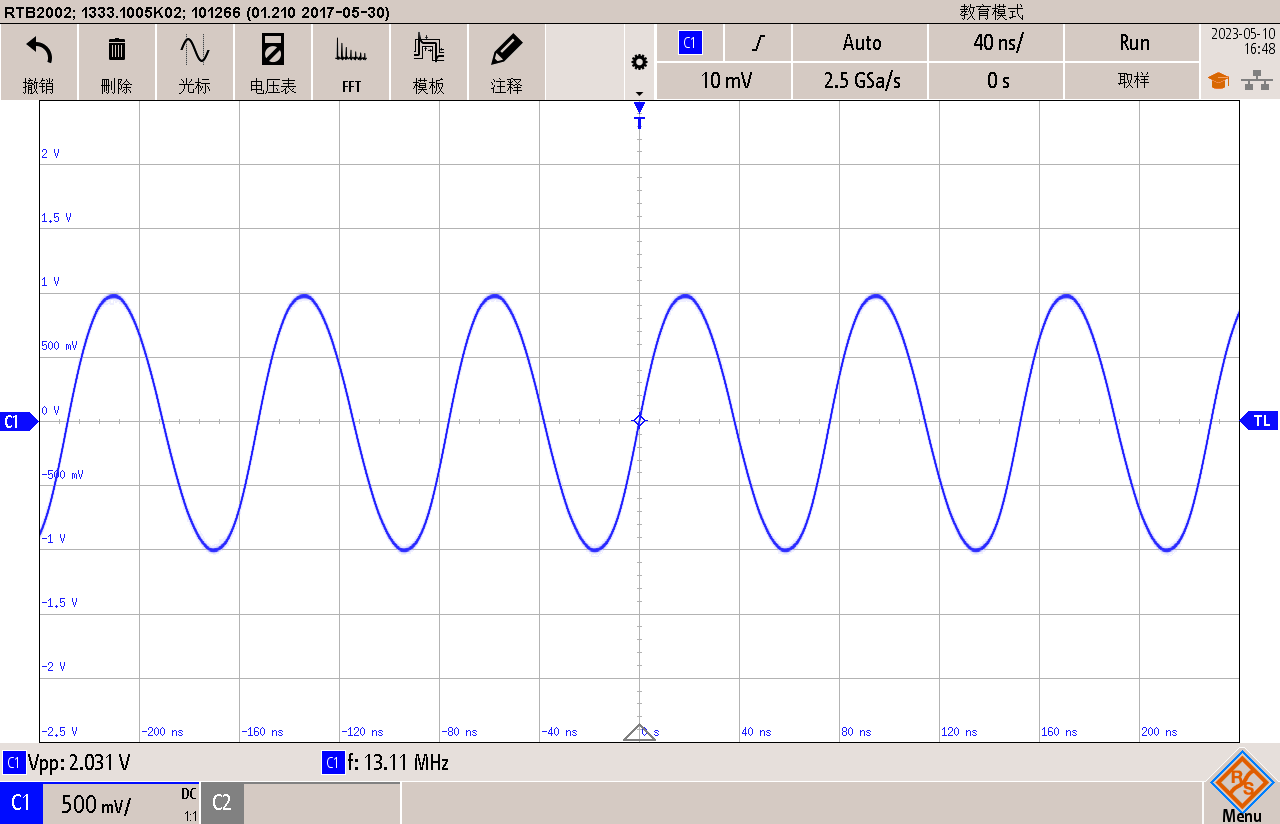 RTB2002; 1333.1005K02; 101266 (01.210 2017-05-30)
教育模式
撤销
刪除
光标
电压表
FFT
模板
注释
C1
Auto
40 ns/
Run
10 mV
2.5 GSa/s
0 s
取样
2023-05-10
16:48
T
2 V
1.5 V
1 V
500 mV
0 V
-500 mV
-1 V
-1.5 V
-2 V
-2.5 V
C1
TL
-200 ns
-160 ns
-120 ns
-80 ns
-40 ns
0 s
40 ns
80 ns
120 ns
160 ns
200 ns
C1 Vpp: 2.031 V
C1 f: 13.11 MHz
C1
500 mV/
DC
1:1
C2
R S
Menu